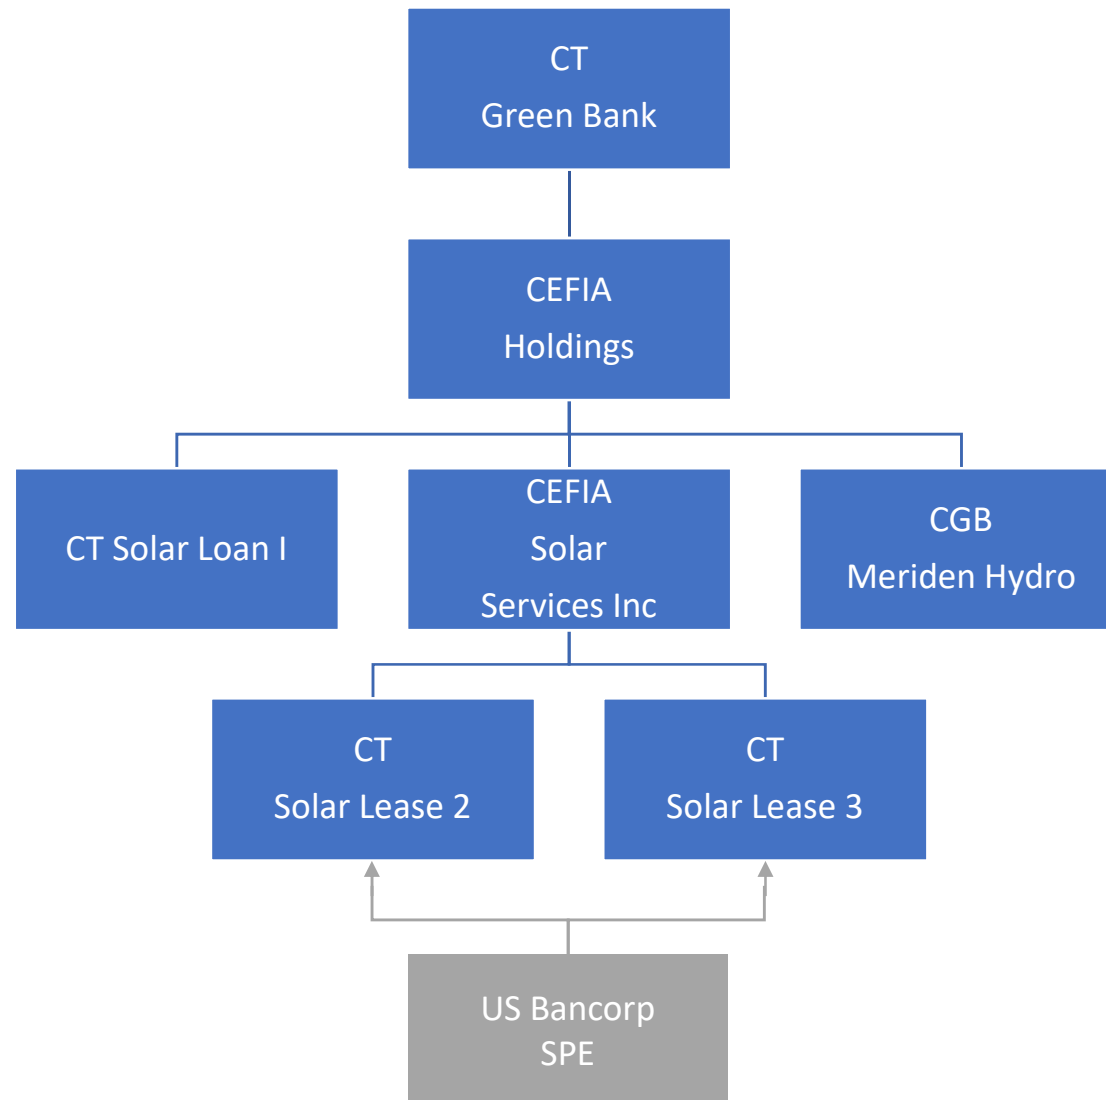 CT
Green Bank
CEFIA
Holdings
CT Solar Loan I
CEFIA
Solar
Services Inc
CGB
Meriden Hydro
CT
Solar Lease 2
CT
Solar Lease 3
US Bancorp
SPE